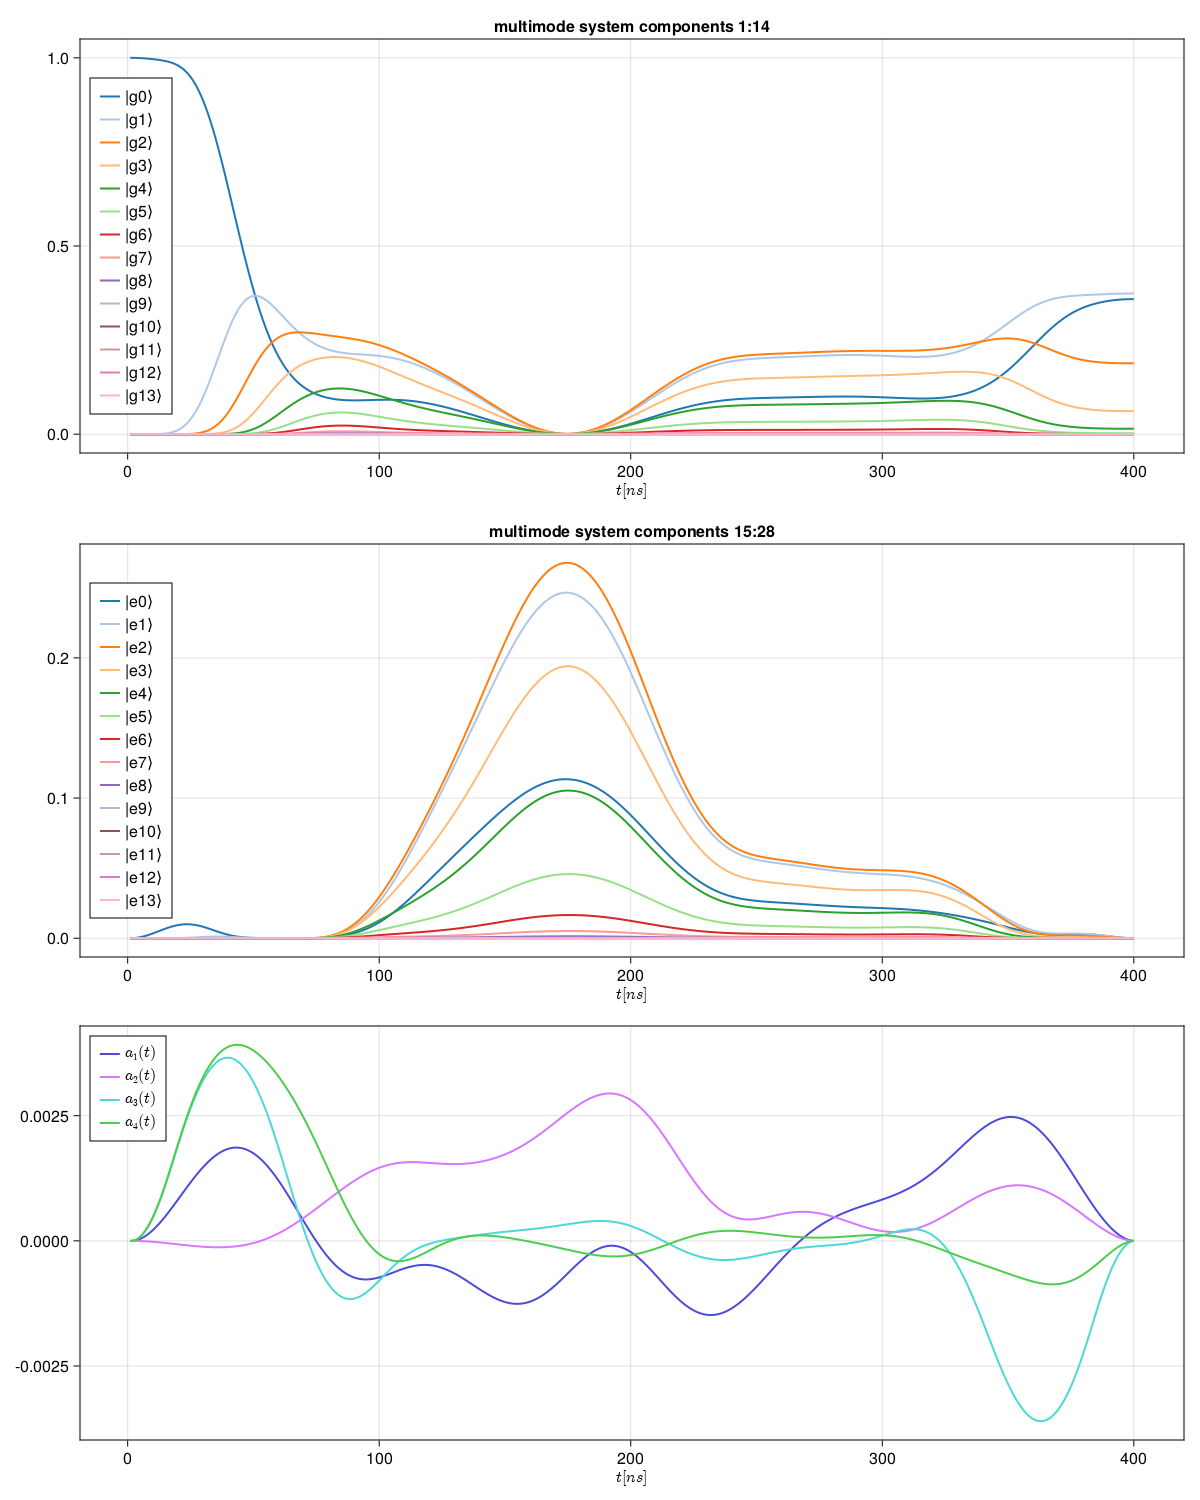 multimode system components 1:14
1.0
0.5
0.0
|g0⟩
|g1⟩
|g2⟩
|g3⟩
|g4⟩
|g5⟩
|g6⟩
|g7⟩
|g8⟩
|g9⟩
|g10⟩
|g11⟩
|g12⟩
|g13⟩
0 100 200 300 400
t[ns]
multimode system components 15:28
0.2
0.1
0.0
|e0⟩
|e1⟩
|e2⟩
|e3⟩
|e4⟩
|e5⟩
|e6⟩
|e7⟩
|e8⟩
|e9⟩
|e10⟩
|e11⟩
|e12⟩
|e13⟩
0 100 200 300 400
t[ns]
0.0025
0.0000
-0.0025
a₁(t)
a₂(t)
a₃(t)
a₄(t)
0 100 200 300 400
t[ns]